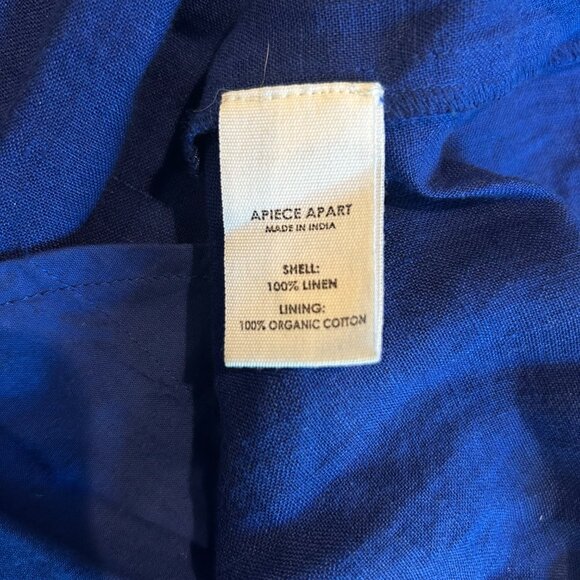 APIECE APART
MADE IN INDIA
SHELL:
100% LINEN
LINING:
100% ORGANIC COTTON